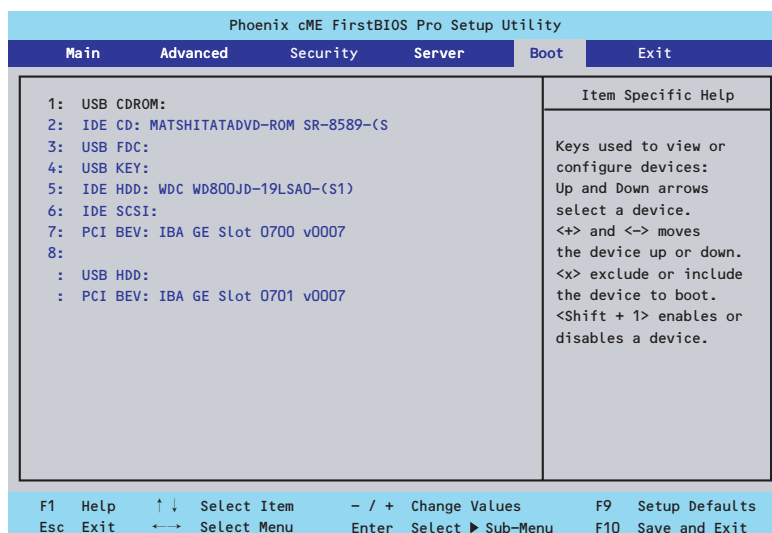 Phoenix cME FirstBIOS Pro Setup Utility
Main Advanced Security Server Boot Exit
1: USB CDROM:
2: IDE CD: MATSHITATADVD-ROM SR-8589-(S
3: USB FDC:
4: USB KEY:
5: IDE HDD: WDC WD800JD-19LSAO-(S1)
6: IDE SCSI:
7: PCI BEV: IBA GE Slot 0700 v0007
8:
: USB HDD:
: PCI BEV: IBA GE Slot 0701 v0007
Item Specific Help
Keys used to view or
configure devices:
Up and Down arrows
select a device.
<+> and <-> moves
the device up or down.
<x> exclude or include
the device to boot.
<Shift + 1> enables or
disables a device.
F1 Help ↑↓ Select Item - / + Change Values F9 Setup Defaults
Esc Exit ←→ Select Menu Enter Select ▶ Sub-Menu F10 Save and Exit